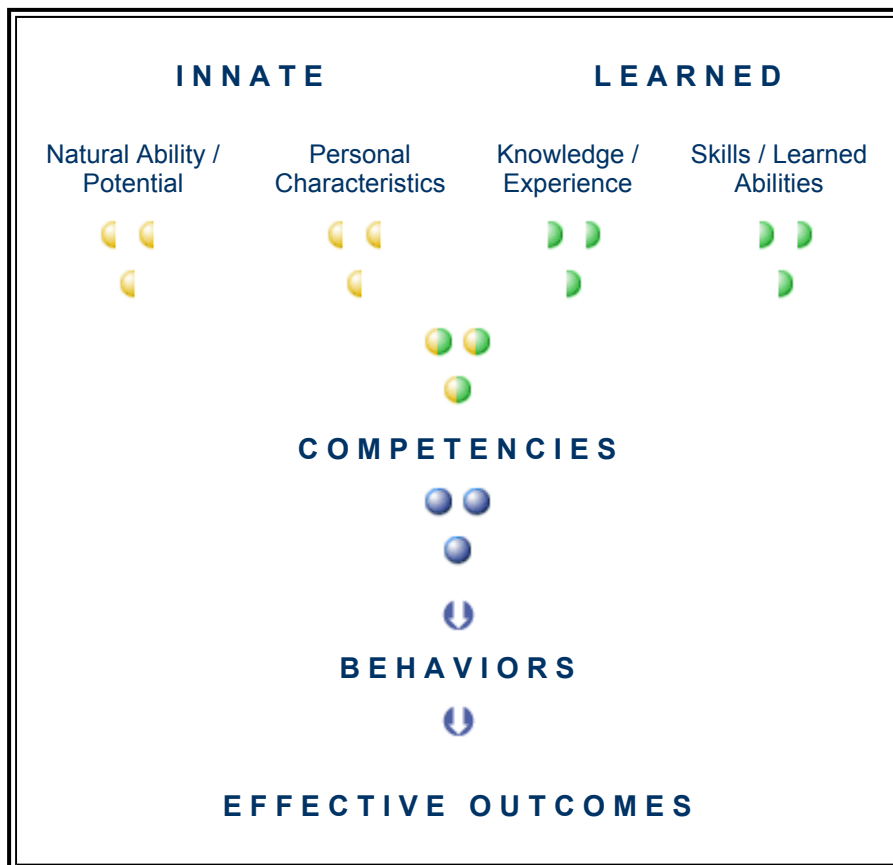 INNATE
LEARNED
Natural Ability /
Potential
Personal
Characteristics
Knowledge /
Experience
Skills / Learned
Abilities
COMPETENCIES
BEHAVIORS
EFFECTIVE OUTCOMES